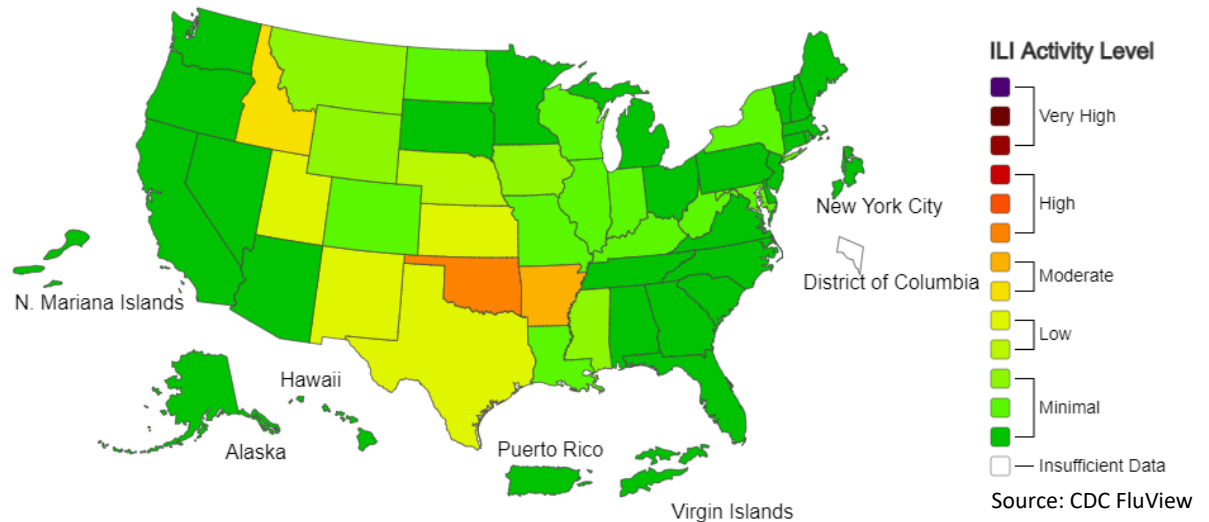 ILI Activity Level
Very High
High
Moderate
Low
Minimal
Insufficient Data
Source: CDC FluView
New York City
District of Columbia
N. Mariana Islands
Hawaii
Alaska
Puerto Rico
Virgin Islands